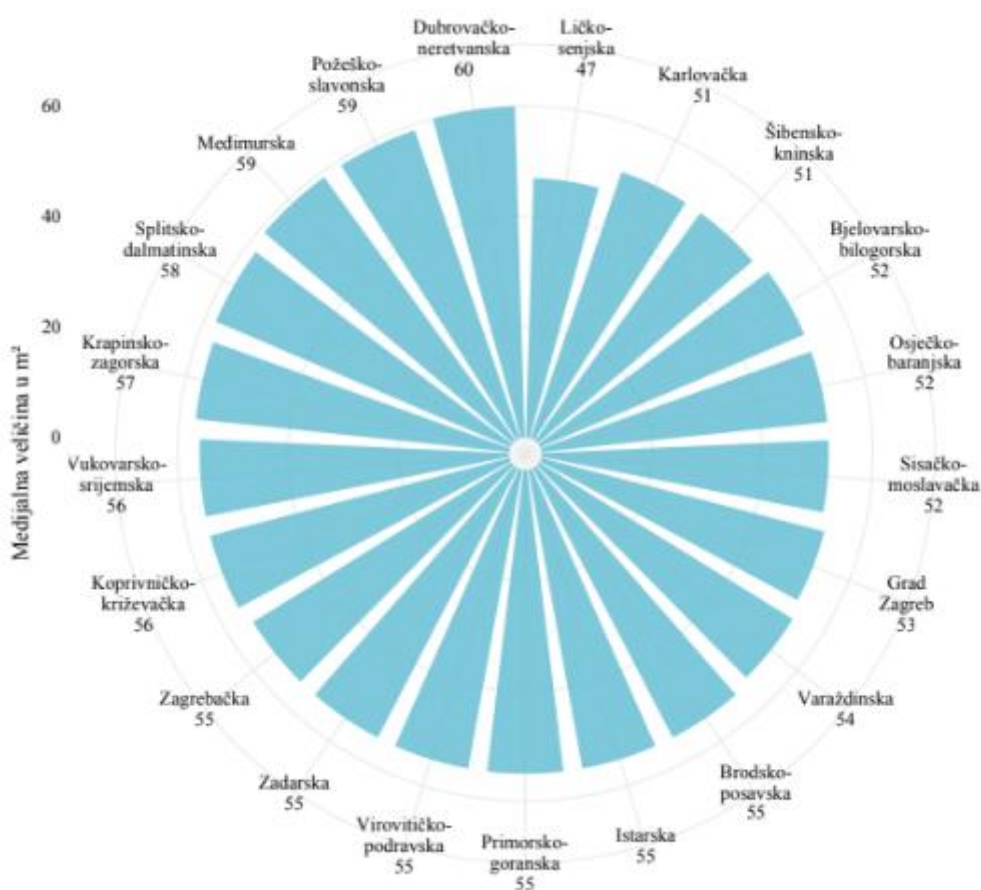 Dubrovačko-
neretvanska
60
Ličko-
senjska
47
Karlovačka
51
Šibensko-
kninska
51
Bjelovarsko-
bilogorska
52
Osječko-
baranjska
52
Sisačko-
moslavačka
52
Grad
Zagreb
53
Varaždinska
54
Brodsko-
posavska
55
Istarska
55
Primorsko-
goranska
55
Virovitičko-
podravska
55
Zadarska
55
Zagrebačka
55
Koprivničko-
križevačka
56
Vukovarsko-
srijemska
56
Krapinsko-
zagorska
57
Splitsko-
dalmatinska
58
Međimurska
59
Požeško-
slavonska
59
60
40
20
0
Medijalna veličina u m²